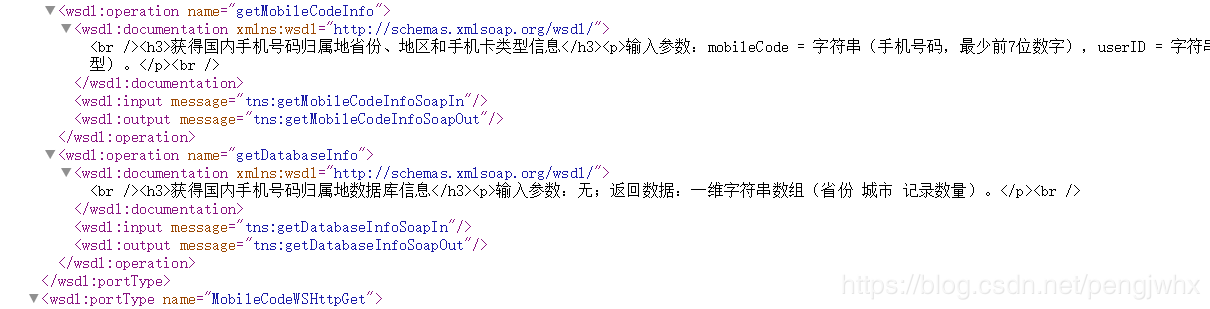 ▼<wsdl:operation name="getMobileCodeInfo">
▼<wsdl:documentation xmlns:wsdl="http://schemas.xmlsoap.org/wsdl/">
<br /><h3>获得国内手机号码归属地省份、地区和手机卡类型信息</h3><p>输入参数：mobileCode = 字符串（手机号码，最少前7位数字），userID = 字符串
型）。</p><br />
</wsdl:documentation>
<wsdl:input message="tns:getMobileCodeInfoSoapIn"/>
<wsdl:output message="tns:getMobileCodeInfoSoapOut"/>
</wsdl:operation>
▼<wsdl:operation name="getDatabaseInfo">
▼<wsdl:documentation xmlns:wsdl="http://schemas.xmlsoap.org/wsdl/">
<br /><h3>获得国内手机号码归属地数据库信息</h3><p>输入参数：无；返回数据：一维字符串数组（省份 城市 记录数量）。</p><br />
</wsdl:documentation>
<wsdl:input message="tns:getDatabaseInfoSoapIn"/>
<wsdl:output message="tns:getDatabaseInfoSoapOut"/>
</wsdl:operation>
</wsdl:portType>
▼<wsdl:portType name="MobileCodeWSHttpGet">
https://blog.csdn.net/pengjwhx